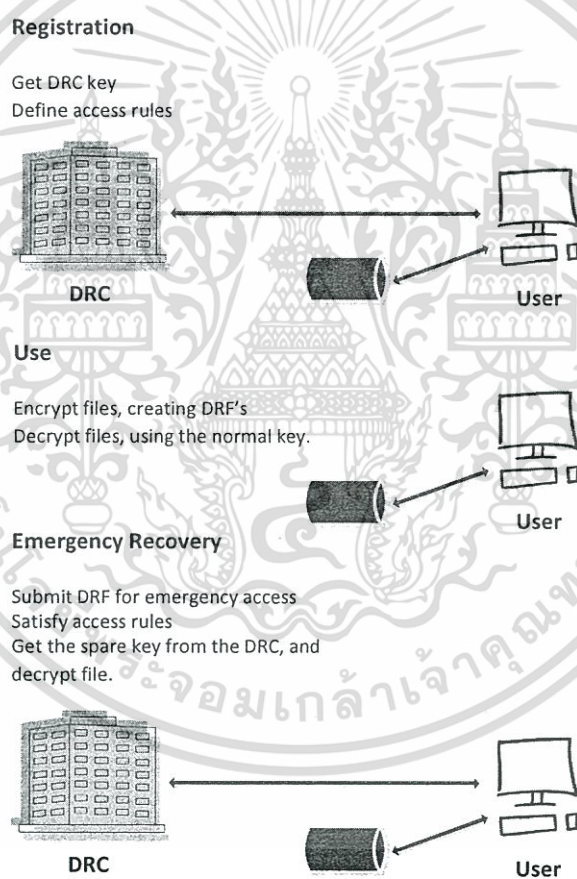 Registration
Get DRC key
Define access rules
DRC
User
Use
Encrypt files, creating DRF's
Decrypt files, using the normal key.
User
Emergency Recovery
Submit DRF for emergency access
Satisfy access rules
Get the spare key from the DRC, and
decrypt file.
DRC
User